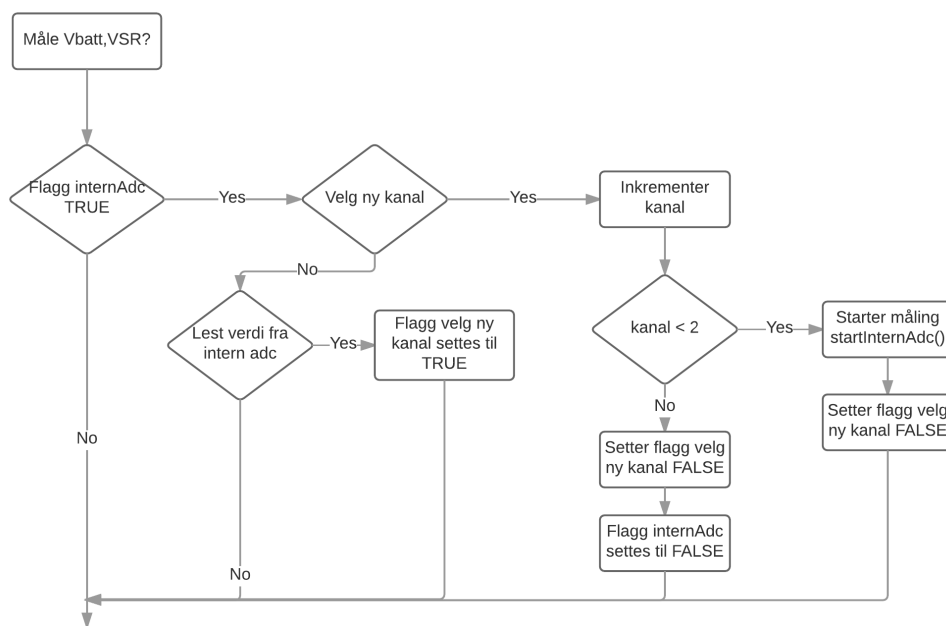 Måle Vbatt,VSR?
Flagg internAdc
TRUE
Yes
Velg ny kanal
Yes
Inkrementer
kanal
No
Lest verdi fra
intern adc
Yes
Flagg velg ny
kanal settes til
TRUE
kanal < 2
Yes
Starter måling
startInternAdc()
Setter flagg velg
ny kanal FALSE
No
Setter flagg velg
ny kanal FALSE
Flagg internAdc
settes til FALSE
No
No